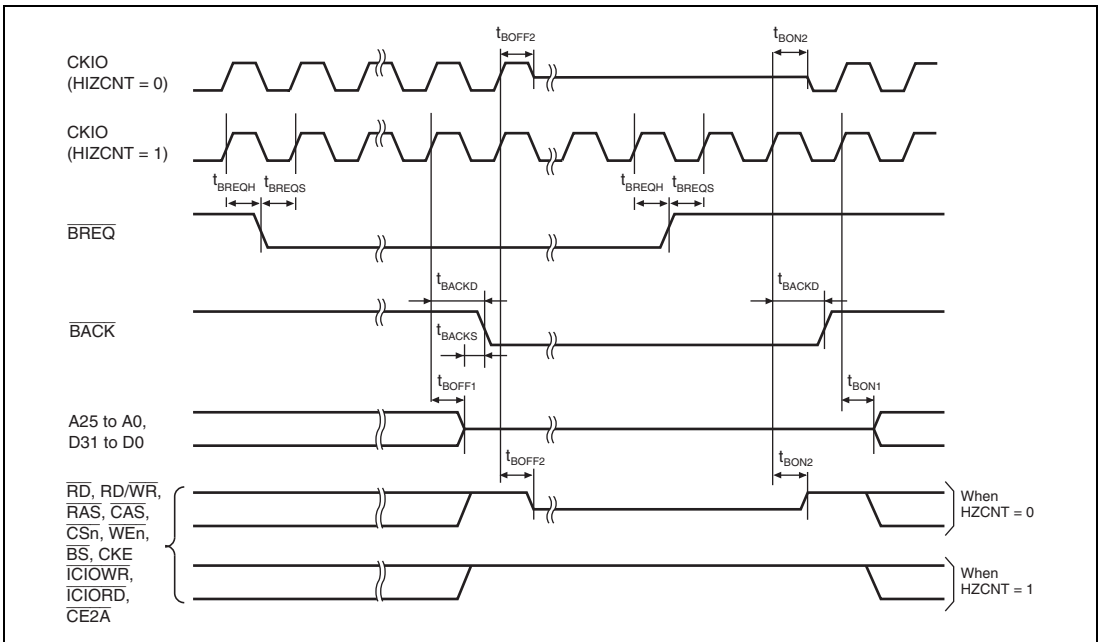 CKIO
(HIZCNT = 0)
tBOFF2
tBON2
CKIO
(HIZCNT = 1)
tBREQH
tBREQS
tBREQH
tBREQS
BREQ
tBACKD
tBACKD
BACK
tBACKS
tBOFF1
tBON1
A25 to A0,
D31 to D0
tBOFF2
tBON2
RD, RD/WR,
RAS, CAS,
CSn, WEn,
BS, CKE
ICIOWR,
ICIORD,
CE2A
When
HZCNT = 0
When
HZCNT = 1